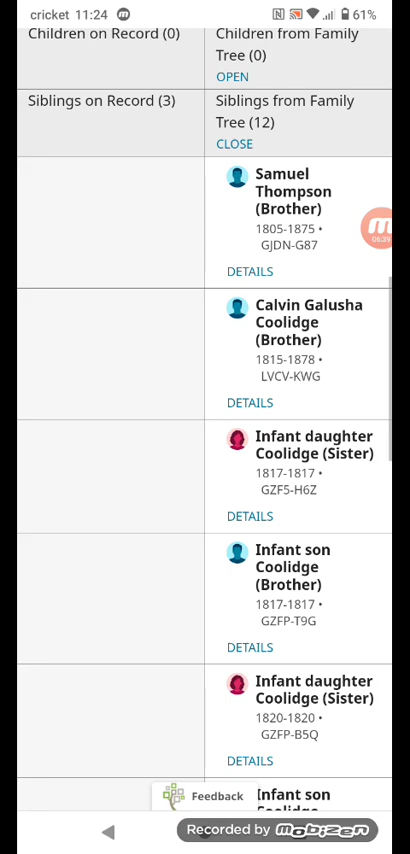 cricket 11:24 61%
Children on Record (0)
Children from Family
Tree (0)
OPEN
Siblings on Record (3)
Siblings from Family
Tree (12)
CLOSE
Samuel
Thompson
(Brother)
1805-1875 •
GJDN-G87
06:39
DETAILS
Calvin Galusha
Coolidge
(Brother)
1815-1878 •
LVCV-KWG
DETAILS
Infant daughter
Coolidge (Sister)
1817-1817 •
GZF5-H6Z
DETAILS
Infant son
Coolidge
(Brother)
1817-1817 •
GZFP-T9G
DETAILS
Infant daughter
Coolidge (Sister)
1820-1820 •
GZFP-B5Q
DETAILS
Infant son
Coolidge
Feedback
Recorded by mobizen